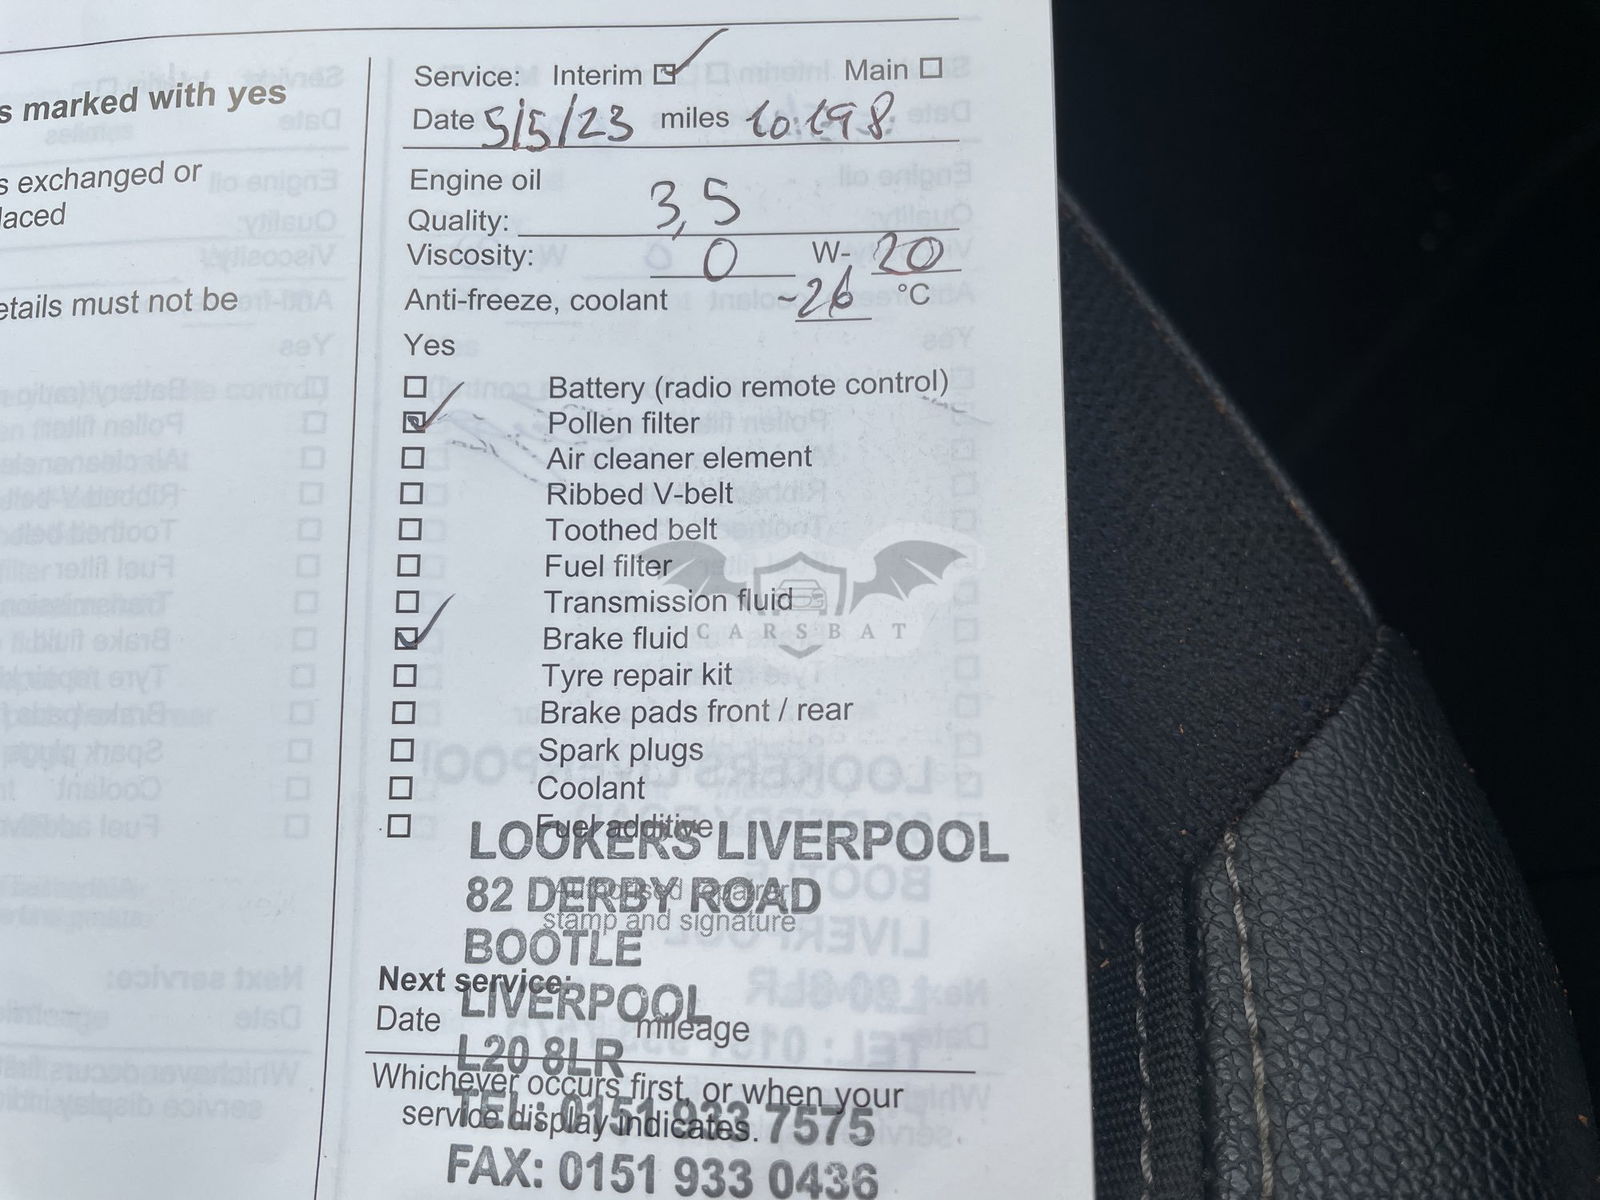 s marked with yes
s exchanged or
laced
etails must not be
Service: Interim Main
Date 5/5/23 miles 10.198
Engine oil
Quality: 3,5
Viscosity: 0 W- 20
Anti-freeze, coolant -26 °C
Yes
Battery (radio remote control)
Pollen filter
Air cleaner element
Ribbed V-belt
Toothed belt
Fuel filter
Transmission fluid
Brake fluid
CARSBAT
Tyre repair kit
Brake pads front / rear
Spark plugs
Coolant
Fuel additive
LOOKERS LIVERPOOL
82 DERBY ROAD
Authorised repairer
stamp and signature
BOOTLE
Next service:
LIVERPOOL
Date mileage
L20 8LR
Whichever occurs first, or when your
service display indicates.
TEL: 0151 933 7575
FAX: 0151 933 0436